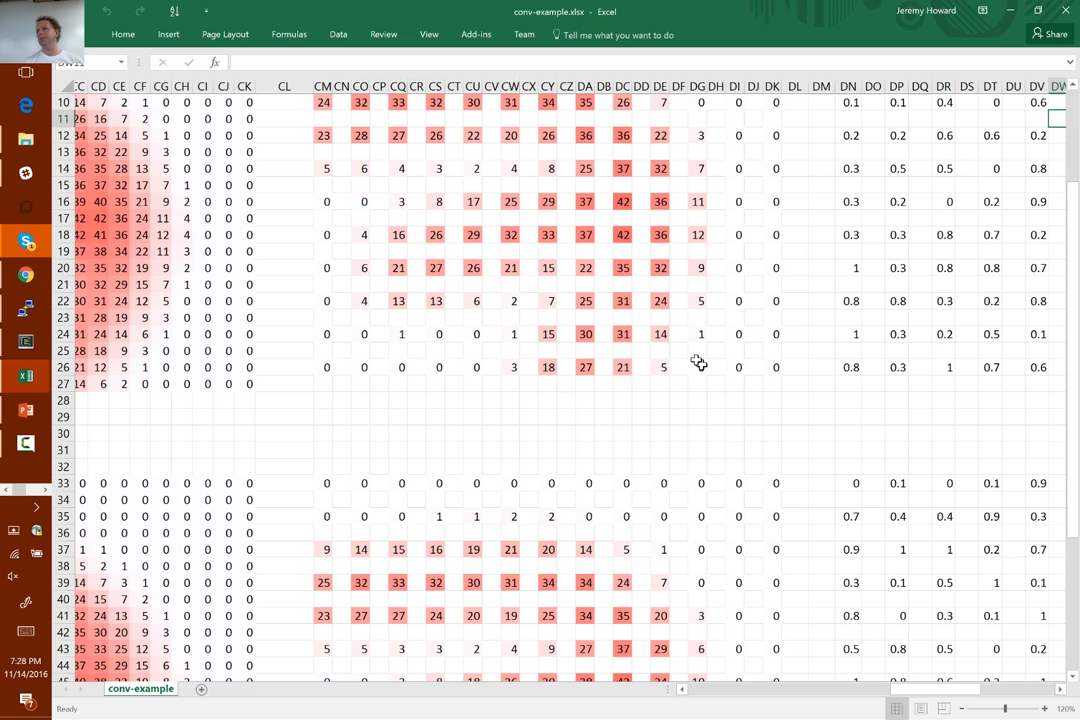 conv-example.xlsx - Excel
Jeremy Howard
Home Insert Page Layout Formulas Data Review View Add-ins Team Tell me what you want to do Share
fx
CC CD CE CF CG CH CI CJ CK CL CM CN CO CP CQ CR CS CT CU CV CW CX CY CZ DA DB DC DD DE DF DG DH DI DJ DK DL DM DN DO DP DQ DR DS DT DU DV DW
10 14 7 2 1 0 0 0 0 0 24 32 33 32 30 31 34 35 26 7 0 0 0 0.1 0.1 0.4 0 0.6
11 26 16 7 2 0 0 0 0 0
12 34 25 14 5 1 0 0 0 0 23 28 27 26 22 20 26 36 36 22 3 0 0 0.2 0.2 0.6 0.6 0.2
13 36 32 22 9 3 0 0 0 0
14 36 35 28 13 5 0 0 0 0 5 6 4 3 2 4 8 25 37 32 7 0 0 0.3 0.5 0.5 0 0.8
15 36 37 32 17 7 1 0 0 0
16 39 40 35 21 9 2 0 0 0 0 0 3 8 17 25 29 37 42 36 11 0 0 0.3 0.2 0 0.2 0.9
17 42 42 36 24 11 4 0 0 0
18 42 41 36 24 12 4 0 0 0 0 4 16 26 29 32 33 37 42 36 12 0 0 0.3 0.3 0.8 0.7 0.2
19 37 38 34 22 11 3 0 0 0
20 32 35 32 19 9 2 0 0 0 0 6 21 27 26 21 15 22 35 32 9 0 0 1 0.3 0.8 0.8 0.7
21 30 32 29 15 7 1 0 0 0
22 30 31 24 12 5 0 0 0 0 0 4 13 13 6 2 7 25 31 24 5 0 0 0.8 0.8 0.3 0.2 0.8
23 31 28 19 9 3 0 0 0 0
24 31 24 14 6 1 0 0 0 0 0 0 1 0 0 1 15 30 31 14 1 0 0 1 0.3 0.2 0.5 0.1
25 28 18 9 3 0 0 0 0 0
26 21 12 5 1 0 0 0 0 0 0 0 0 0 0 3 18 27 21 5 0 0 0.8 0.3 1 0.7 0.6
27 14 6 2 0 0 0 0 0 0
28
29
30
31
32
33 0 0 0 0 0 0 0 0 0 0 0 0 0 0 0 0 0 0 0 0 0 0 0 0.1 0 0.1 0.9
34 0 0 0 0 0 0 0 0 0
35 0 0 0 0 0 0 0 0 0 0 0 0 1 1 2 2 0 0 0 0 0 0 0.7 0.4 0.4 0.9 0.3
36 0 0 0 0 0 0 0 0 0
37 1 1 0 0 0 0 0 0 0 9 14 15 16 19 21 20 14 5 1 0 0 0 0.9 1 1 0.2 0.7
38 5 2 1 0 0 0 0 0 0
39 14 7 3 1 0 0 0 0 0 25 32 33 32 30 31 34 34 24 7 0 0 0 0.3 0.1 0.5 1 0.1
40 24 15 7 2 0 0 0 0 0
41 32 24 13 5 1 0 0 0 0 23 27 27 24 20 19 25 34 35 20 3 0 0 0.8 0 0.3 0.1 1
42 35 30 20 9 3 0 0 0 0
43 35 33 25 12 5 0 0 0 0 5 5 3 3 2 4 9 27 37 29 6 0 0 0.5 0.8 0.5 0 0.2
44 37 35 29 15 6 1 0 0 0
7:28 PM
11/14/2016
conv-example
Ready
120%